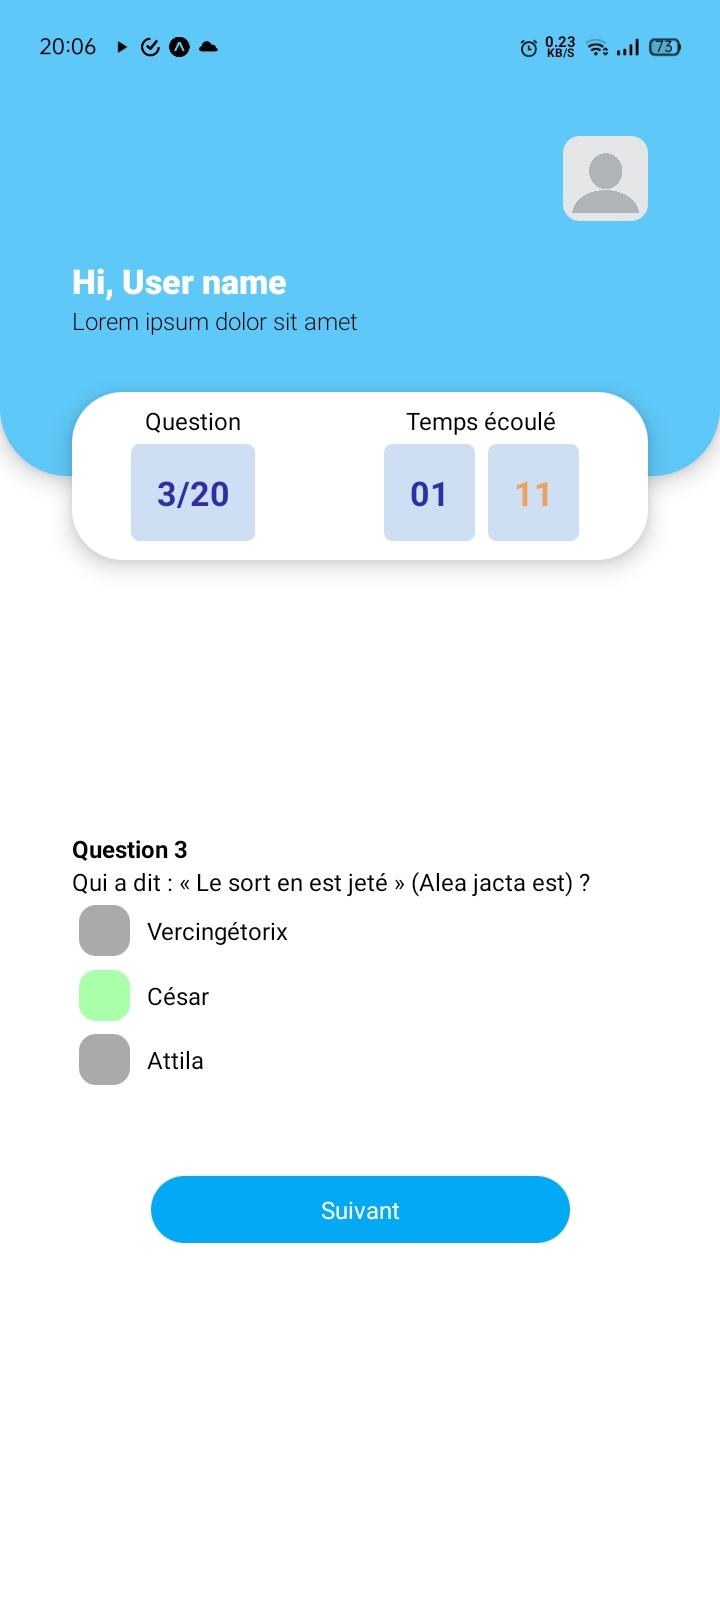 20:06
0.23
KB/S
73
Hi, User name
Lorem ipsum dolor sit amet
Question
Temps écoulé
3/20
01
11
Question 3
Qui a dit : « Le sort en est jeté » (Alea jacta est) ?
Vercingétorix
César
Attila
Suivant